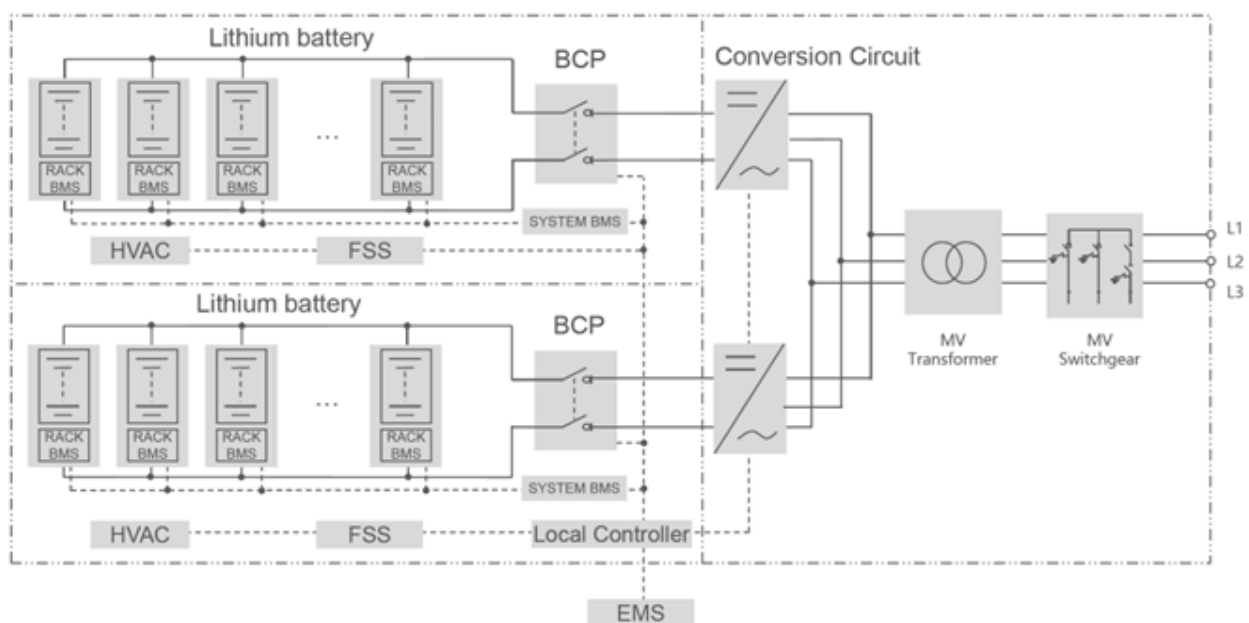 Lithium battery
BCP
Conversion Circuit
RACK
BMS
RACK
BMS
RACK
BMS
...
RACK
BMS
SYSTEM BMS
HVAC
FSS
L1
L2
L3
MV
Transformer
MV
Switchgear
Lithium battery
BCP
RACK
BMS
RACK
BMS
RACK
BMS
...
RACK
BMS
SYSTEM BMS
HVAC
FSS
Local Controller
EMS